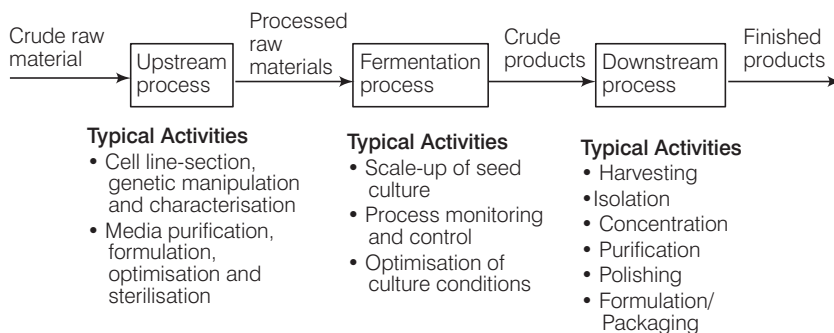 Crude raw
material
Upstream
process
Processed
raw
materials
Fermentation
process
Crude
products
Downstream
process
Finished
products
Typical Activities
• Cell line-section,
genetic manipulation
and characterisation
• Media purification,
formulation,
optimisation and
sterilisation
Typical Activities
• Scale-up of seed
culture
• Process monitoring
and control
• Optimisation of
culture conditions
Typical Activities
• Harvesting
•Isolation
• Concentration
• Purification
• Polishing
• Formulation/
Packaging